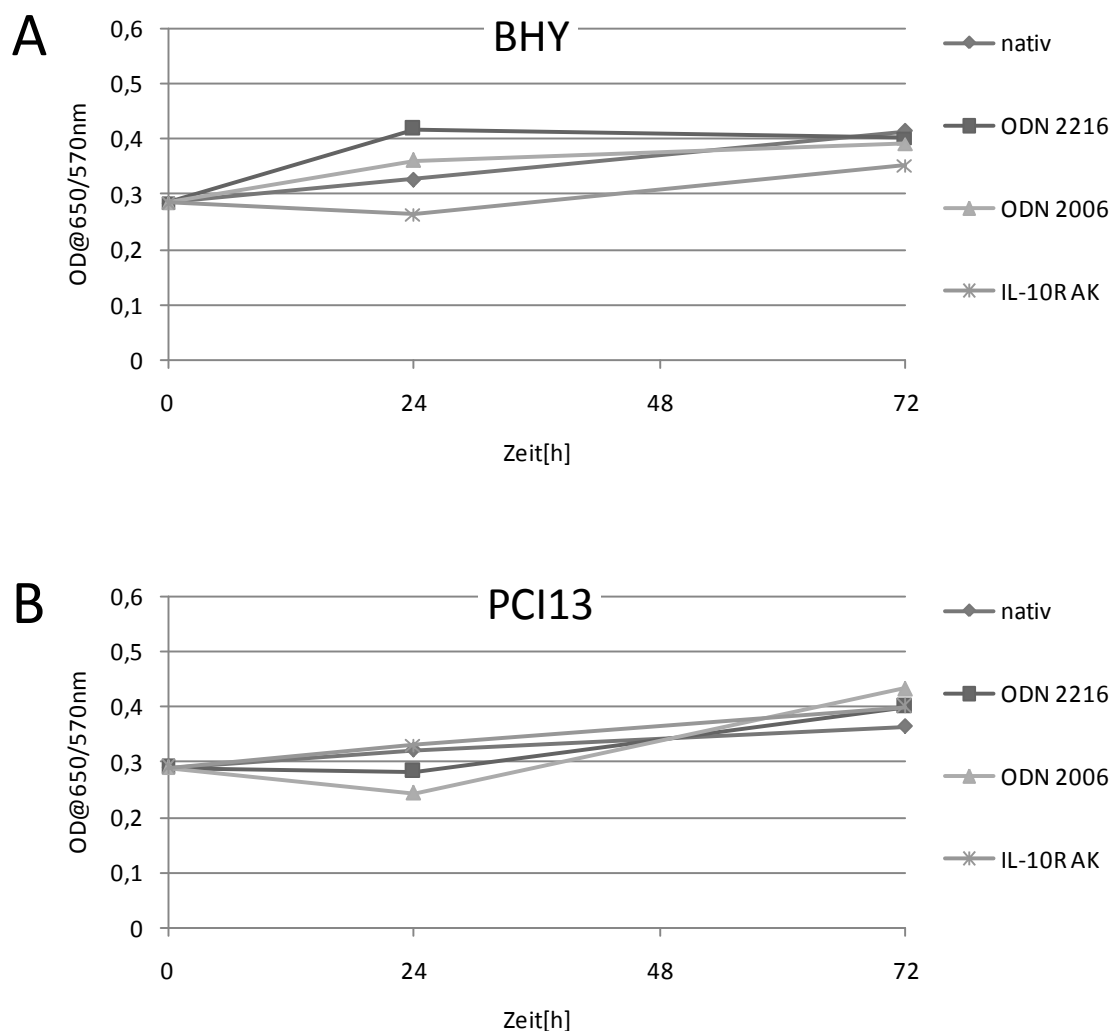 A
BHY
0,6
0,5
0,4
0,3
0,2
0,1
0
OD@650/570nm
0 24 48 72
Zeit[h]
nativ
ODN 2216
ODN 2006
IL-10R AK
B
PCI13
0,6
0,5
0,4
0,3
0,2
0,1
0
OD@650/570nm
0 24 48 72
Zeit[h]
nativ
ODN 2216
ODN 2006
IL-10R AK